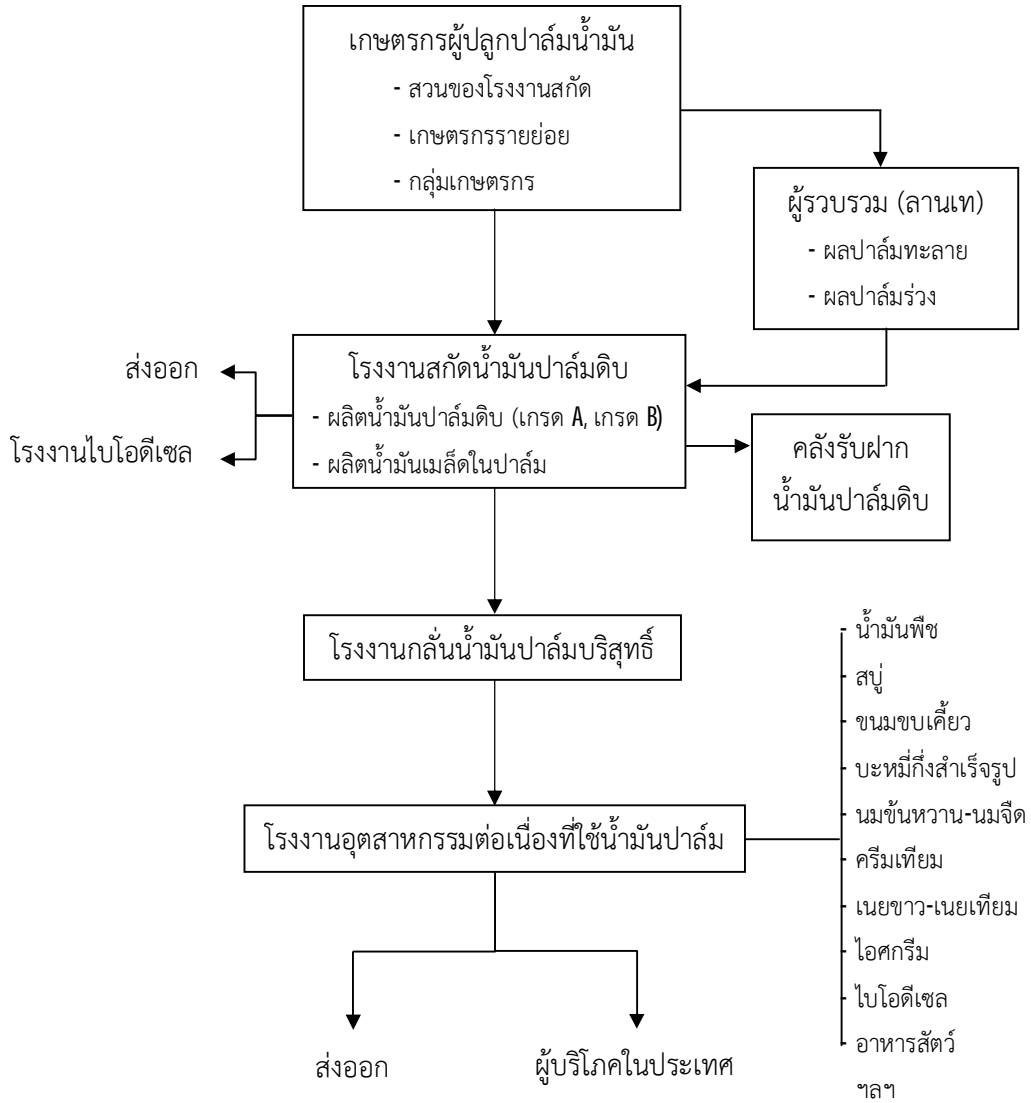 เกษตรกรผู้ปลูกปาล์มน้ำมัน
- สวนของโรงงานสกัด
- เกษตรกรรายย่อย
- กลุ่มเกษตรกร
ผู้รวบรวม (ลานเท)
- ผลปาล์มทะลาย
- ผลปาล์มร่วง
ส่งออก
โรงงานไบโอดีเซล
โรงงานสกัดน้ำมันปาล์มดิบ
- ผลิตน้ำมันปาล์มดิบ (เกรด A, เกรด B)
- ผลิตน้ำมันเมล็ดในปาล์ม
คลังรับฝาก
น้ำมันปาล์มดิบ
โรงงานกลั่นน้ำมันปาล์มบริสุทธิ์
โรงงานอุตสาหกรรมต่อเนื่องที่ใช้น้ำมันปาล์ม
- น้ำมันพืช
- สบู่
- ขนมขบเคี้ยว
- บะหมี่กึ่งสำเร็จรูป
- นมข้นหวาน-นมจืด
- ครีมเทียม
- เนยขาว-เนยเทียม
- ไอศกรีม
- ไบโอดีเซล
- อาหารสัตว์
ฯลฯ
ส่งออก
ผู้บริโภคในประเทศ